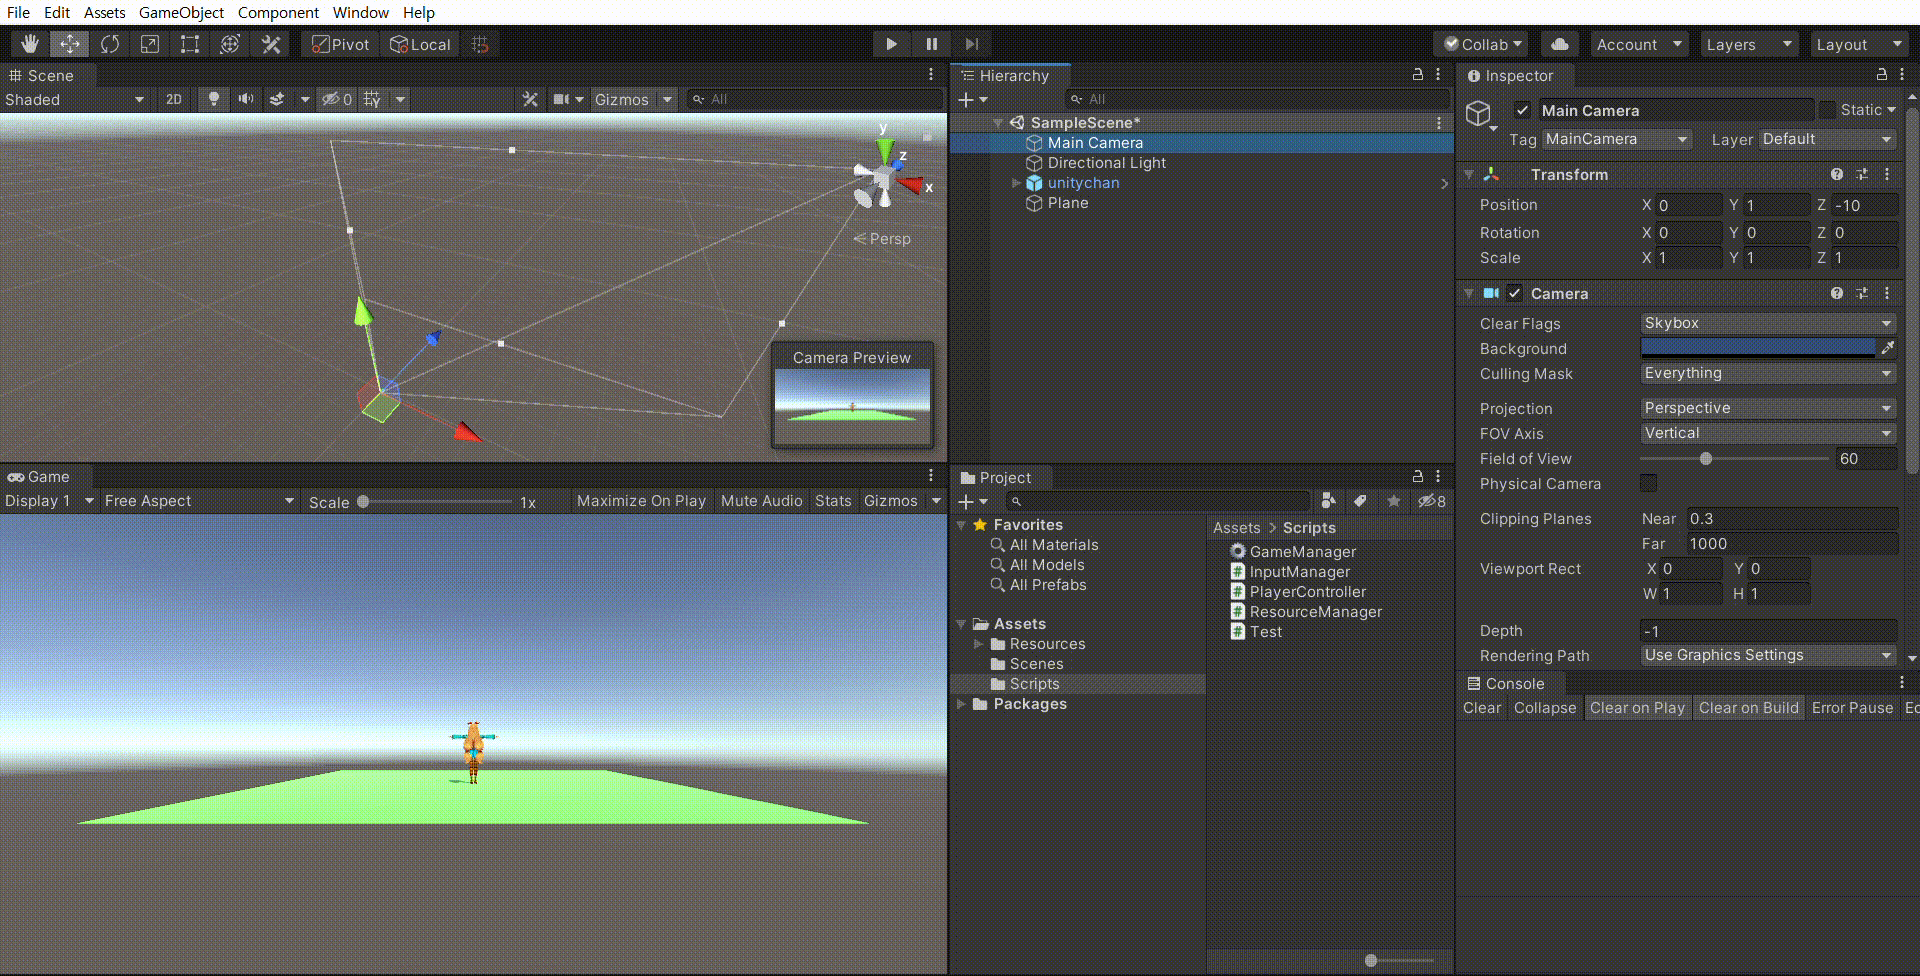 File Edit Assets GameObject Component Window Help
Pivot Local Collab Account Layers Layout
Scene
Shaded 2D 0 Gizmos All
y
z
x
Persp
Camera Preview
Game
Display 1 Free Aspect Scale 1x Maximize On Play Mute Audio Stats Gizmos
Hierarchy
All
SampleScene*
Main Camera
Directional Light
unitychan
Plane
Project
8
Favorites
All Materials
All Models
All Prefabs
Assets
Resources
Scenes
Scripts
Packages
Assets > Scripts
GameManager
InputManager
PlayerController
ResourceManager
Test
Inspector
Main Camera Static
Tag MainCamera Layer Default
Transform
Position X 0 Y 1 Z -10
Rotation X 0 Y 0 Z 0
Scale X 1 Y 1 Z 1
Camera
Clear Flags Skybox
Background
Culling Mask Everything
Projection Perspective
FOV Axis Vertical
Field of View 60
Physical Camera
Clipping Planes Near 0.3
Far 1000
Viewport Rect X 0 Y 0
W 1 H 1
Depth -1
Rendering Path Use Graphics Settings
Console
Clear Collapse Clear on Play Clear on Build Error Pause